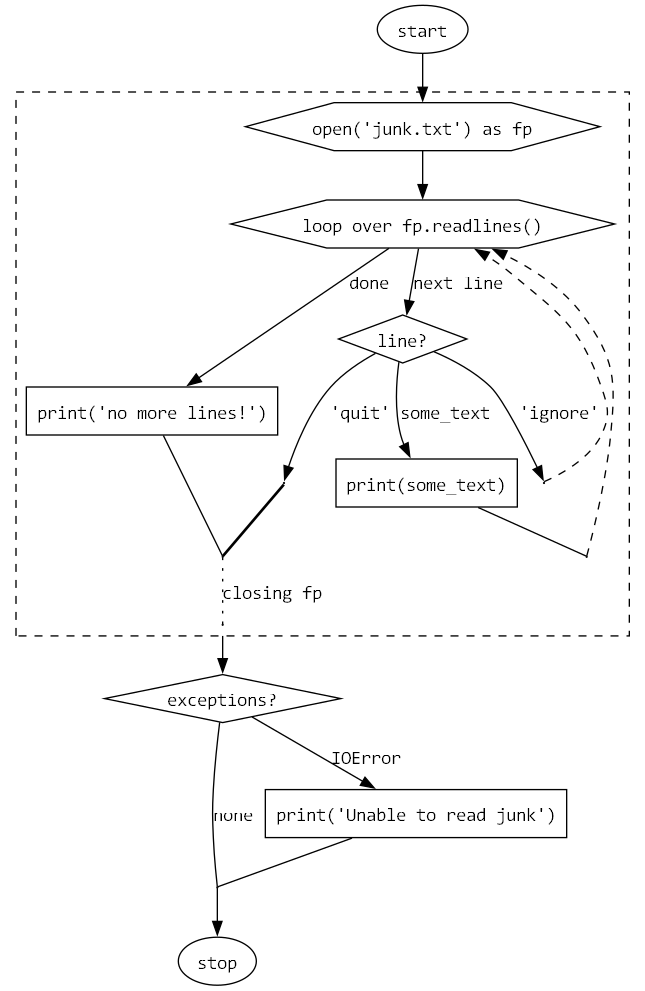 start
open('junk.txt') as fp
loop over fp.readlines()
done
next line
line?
print('no more lines!')
'quit'
some_text
'ignore'
print(some_text)
closing fp
exceptions?
IOError
none
print('Unable to read junk')
stop